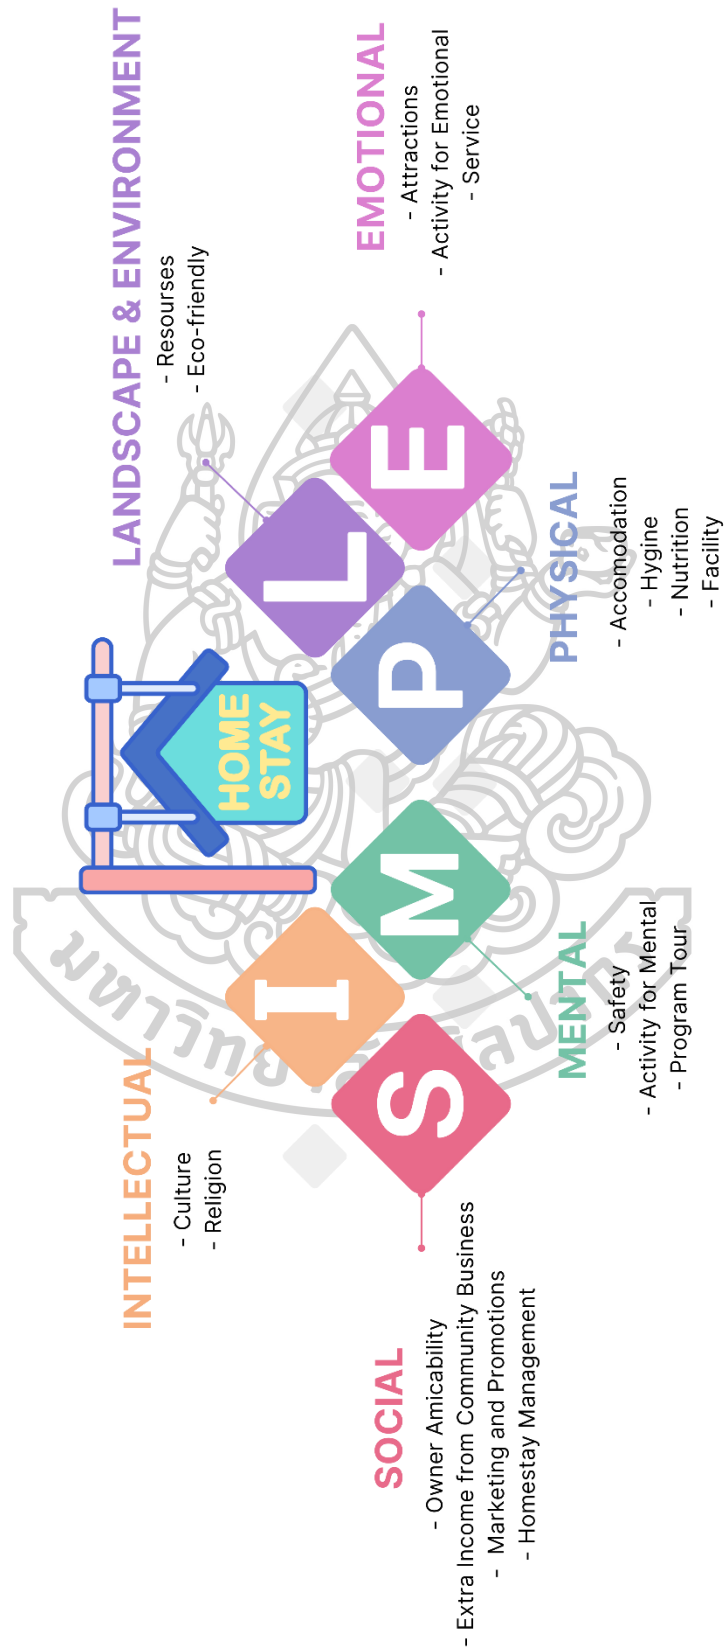 SOCIAL
- Owner Amicability
- Extra Income from Community Business
- Marketing and Promotions
- Homestay Management
INTELLECTUAL
- Culture
- Religion
MENTAL
- Safety
- Activity for Mental
- Program Tour
PHYSICAL
- Accomodation
- Hygine
- Nutrition
- Facility
LANDSCAPE & ENVIRONMENT
- Resourses
- Eco-friendly
EMOTIONAL
- Attractions
- Activity for Emotional
- Service
HOME
STAY
S
I
M
P
L
E